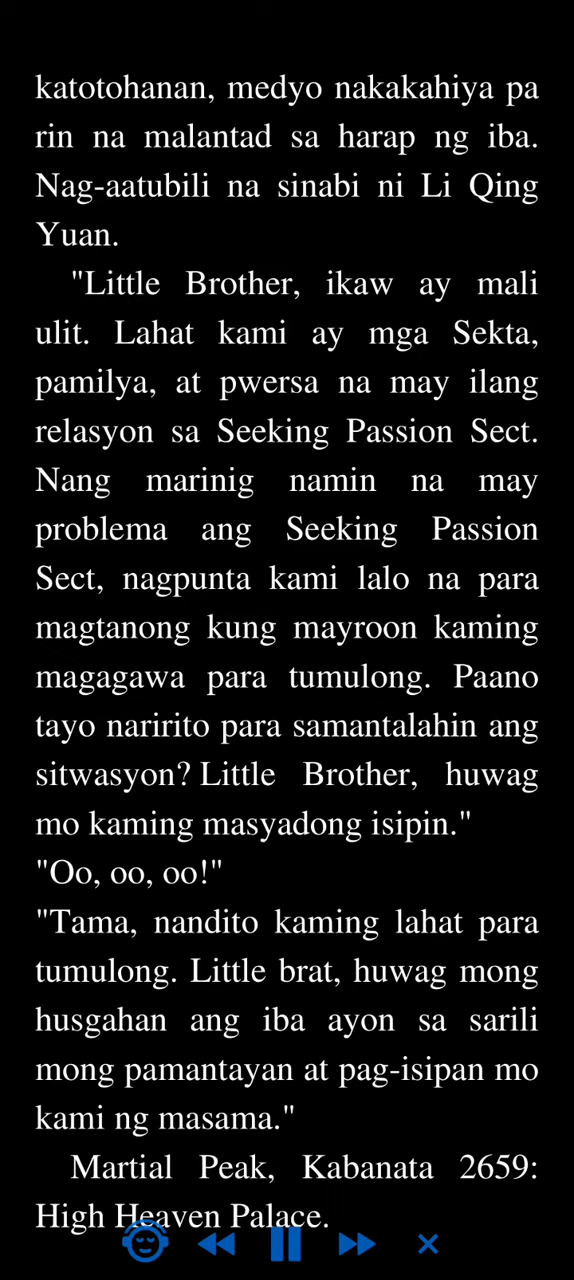 katotohanan, medyo nakakahiya pa
rin na malantad sa harap ng iba.
Nag-aatubili na sinabi ni Li Qing
Yuan.
"Little Brother, ikaw ay mali
ulit. Lahat kami ay mga Sekta,
pamilya, at pwersa na may ilang
relasyon sa Seeking Passion Sect.
Nang marinig namin na may
problema ang Seeking Passion
Sect, nagpunta kami lalo na para
magtanong kung mayroon kaming
magagawa para tumulong. Paano
tayo naririto para samantalahin ang
sitwasyon? Little Brother, huwag
mo kaming masyadong isipin."
"Oo, oo, oo!"
"Tama, nandito kaming lahat para
tumulong. Little brat, huwag mong
husgahan ang iba ayon sa sarili
mong pamantayan at pag-isipan mo
kami ng masama."
Martial Peak, Kabanata 2659:
High Heaven Palace.